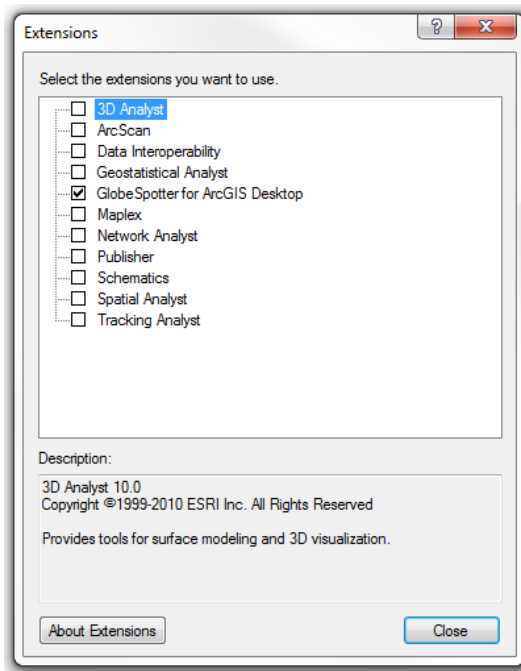 Extensions
?
Select the extensions you want to use.
3D Analyst
ArcScan
Data Interoperability
Geostatistical Analyst
GlobeSpotter for ArcGIS Desktop
Maplex
Network Analyst
Publisher
Schematics
Spatial Analyst
Tracking Analyst
Description:
3D Analyst 10.0
Copyright ©1999-2010 ESRI Inc. All Rights Reserved
Provides tools for surface modeling and 3D visualization.
About Extensions Close